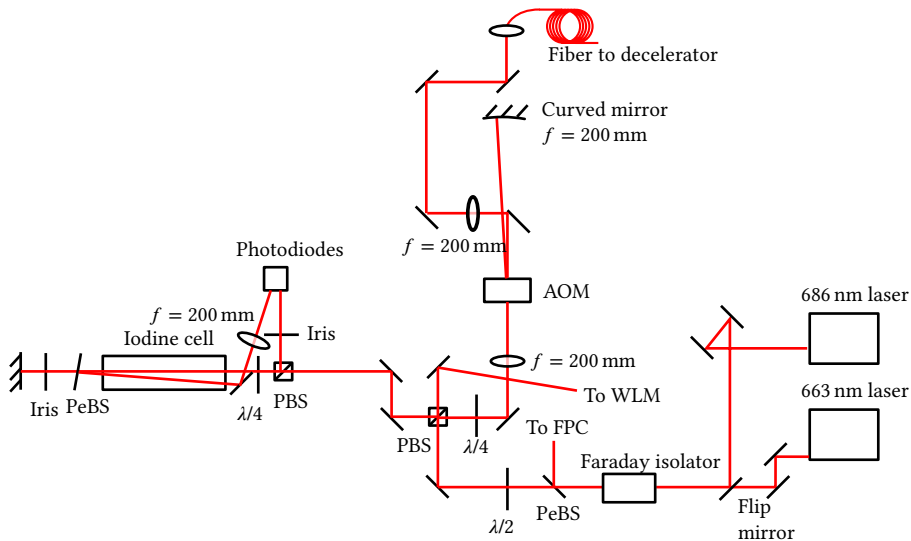 Fiber to decelerator
Curved mirror
f = 200 mm
f = 200 mm
Photodiodes
f = 200 mm
Iodine cell
Iris
AOM
686 nm laser
f = 200 mm
Iris
PeBS
λ/4
PBS
To WLM
663 nm laser
PBS
λ/4
To FPC
Faraday isolator
λ/2
PeBS
Flip
mirror